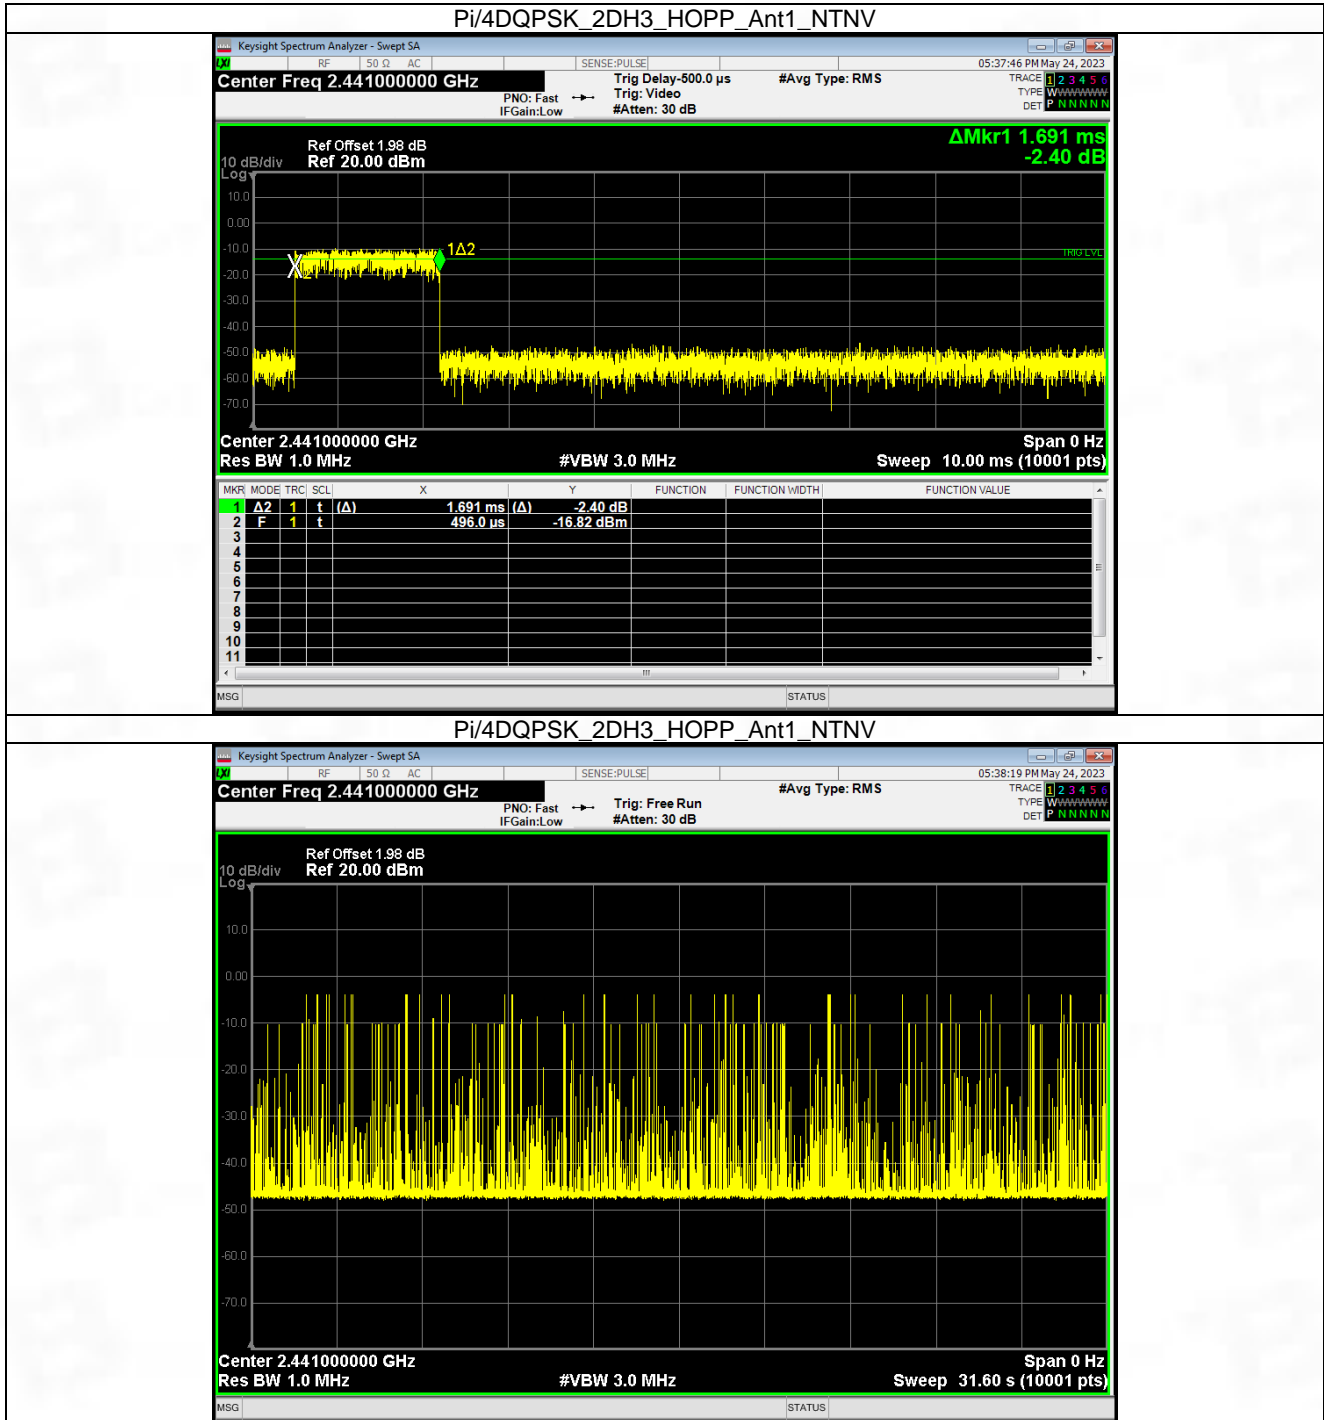 Pi/4DQPSK_2DH3_HOPP_Ant1_NTNV
Keysight Spectrum Analyzer - Swept SA
LXI RF 50 Ω AC SENSE:PULSE 05:37:46 PM May 24, 2023
Center Freq 2.441000000 GHz Trig Delay-500.0 µs #Avg Type: RMS TRACE 1 2 3 4 5 6
PNO: Fast Trig: Video TYPE WWWWWW
IFGain:Low #Atten: 30 dB DET P N N N N N
ΔMkr1 1.691 ms
-2.40 dB
Ref Offset 1.98 dB
10 dB/div Ref 20.00 dBm
Log
10.0
0.00
-10.0
1Δ2
TRIG LVL
-20.0
-30.0
-40.0
-50.0
-60.0
-70.0
Center 2.441000000 GHz Span 0 Hz
Res BW 1.0 MHz #VBW 3.0 MHz Sweep 10.00 ms (10001 pts)
MKR MODE TRC SCL X Y FUNCTION FUNCTION WIDTH FUNCTION VALUE
1 Δ2 1 t (Δ) 1.691 ms (Δ) -2.40 dB
2 F 1 t 496.0 µs -16.82 dBm
3
4
5
6
7
8
9
10
11
MSG STATUS
Pi/4DQPSK_2DH3_HOPP_Ant1_NTNV
Keysight Spectrum Analyzer - Swept SA
LXI RF 50 Ω AC SENSE:PULSE 05:38:19 PM May 24, 2023
Center Freq 2.441000000 GHz #Avg Type: RMS TRACE 1 2 3 4 5 6
PNO: Fast Trig: Free Run TYPE WWWWWW
IFGain:Low #Atten: 30 dB DET P N N N N N
Ref Offset 1.98 dB
10 dB/div Ref 20.00 dBm
Log
10.0
0.00
-10.0
-20.0
-30.0
-40.0
-50.0
-60.0
-70.0
Center 2.441000000 GHz Span 0 Hz
Res BW 1.0 MHz #VBW 3.0 MHz Sweep 31.60 s (10001 pts)
MSG STATUS